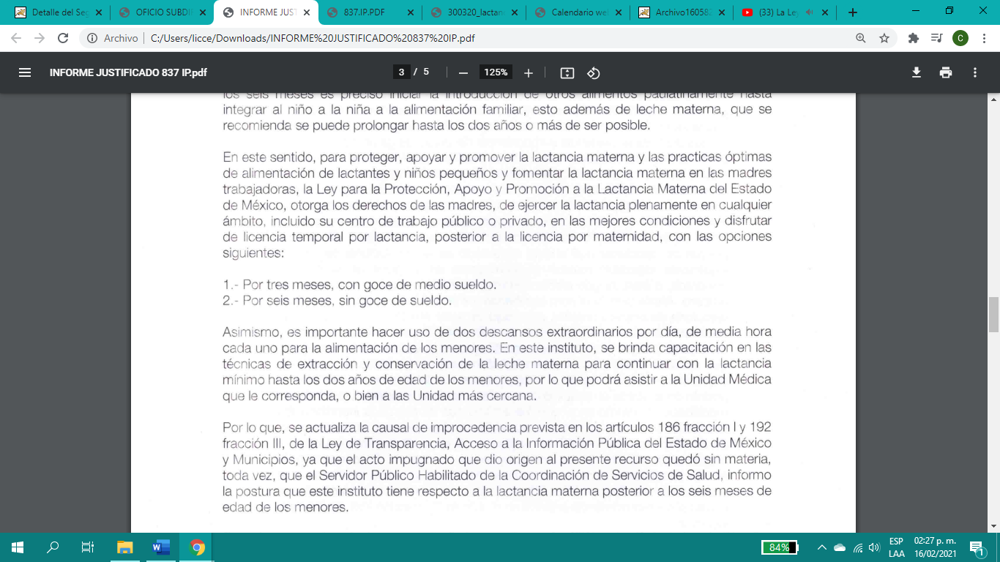 Detalle del Seg
OFICIO SUBDI
INFORME JUST
837.IP.PDF
300320_lactan
Calendario wel
Archivo16058
(33) La Le
Archivo
C:/Users/licce/Downloads/INFORME%20JUSTIFICADO%20837%20IP.pdf
C
INFORME JUSTIFICADO 837 IP.pdf
3 / 5
125%
los seis meses es preciso iniciar la introducción de otros alimentos paulatinamente hasta
integrar al niño a la niña a la alimentación familiar, esto además de leche materna, que se
recomienda se puede prolongar hasta los dos años o más de ser posible.
En este sentido, para proteger, apoyar y promover la lactancia materna y las practicas óptimas
de alimentación de lactantes y niños pequeños y fomentar la lactancia materna en las madres
trabajadoras, la Ley para la Protección, Apoyo y Promoción a la Lactancia Materna del Estado
de México, otorga los derechos de las madres, de ejercer la lactancia plenamente en cualquier
ámbito, incluido su centro de trabajo público o privado, en las mejores condiciones y disfrutar
de licencia temporal por lactancia, posterior a la licencia por maternidad, con las opciones
siguientes:
1.- Por tres meses, con goce de medio sueldo.
2.- Por seis meses, sin goce de sueldo.
Asimismo, es importante hacer uso de dos descansos extraordinarios por día, de media hora
cada uno para la alimentación de los menores. En este instituto, se brinda capacitación en las
técnicas de extracción y conservación de la leche materna para continuar con la lactancia
mínimo hasta los dos años de edad de los menores, por lo que podrá asistir a la Unidad Médica
que le corresponda, o bien a las Unidad más cercana.
Por lo que, se actualiza la causal de improcedencia prevista en los artículos 186 fracción I y 192
fracción III, de la Ley de Transparencia, Acceso a la Información Pública del Estado de México
y Municipios, ya que el acto impugnado que dio origen al presente recurso quedó sin materia,
toda vez, que el Servidor Público Habilitado de la Coordinación de Servicios de Salud, informo
la postura que este instituto tiene respecto a la lactancia materna posterior a los seis meses de
edad de los menores.
84%
ESP
LAA
02:27 p. m.
16/02/2021
1